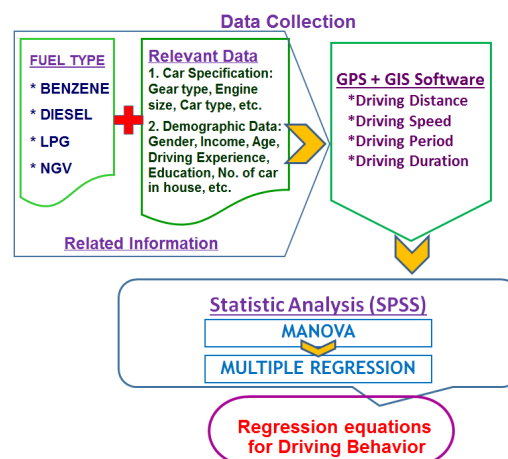 Data Collection
FUEL TYPE
* BENZENE
* DIESEL
* LPG
* NGV
Relevant Data
1. Car Specification:
Gear type, Engine
size, Car type, etc.
2. Demographic Data:
Gender, Income, Age,
Driving Experience,
Education, No. of car
in house, etc.
Related Information
GPS + GIS Software
*Driving Distance
*Driving Speed
*Driving Period
*Driving Duration
Statistic Analysis (SPSS)
MANOVA
MULTIPLE REGRESSION
Regression equations
for Driving Behavior